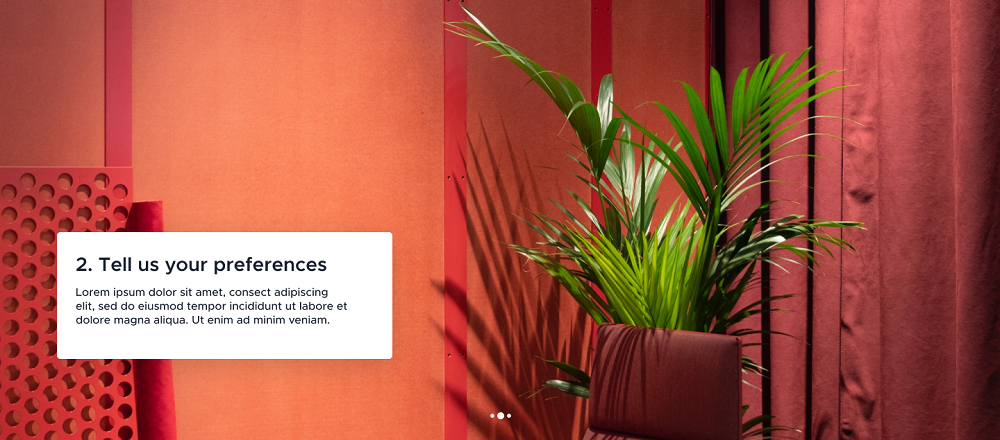 2. Tell us your preferences
Lorem ipsum dolor sit amet, consect adipiscing
elit, sed do eiusmod tempor incididunt ut labore et
dolore magna aliqua. Ut enim ad minim veniam.